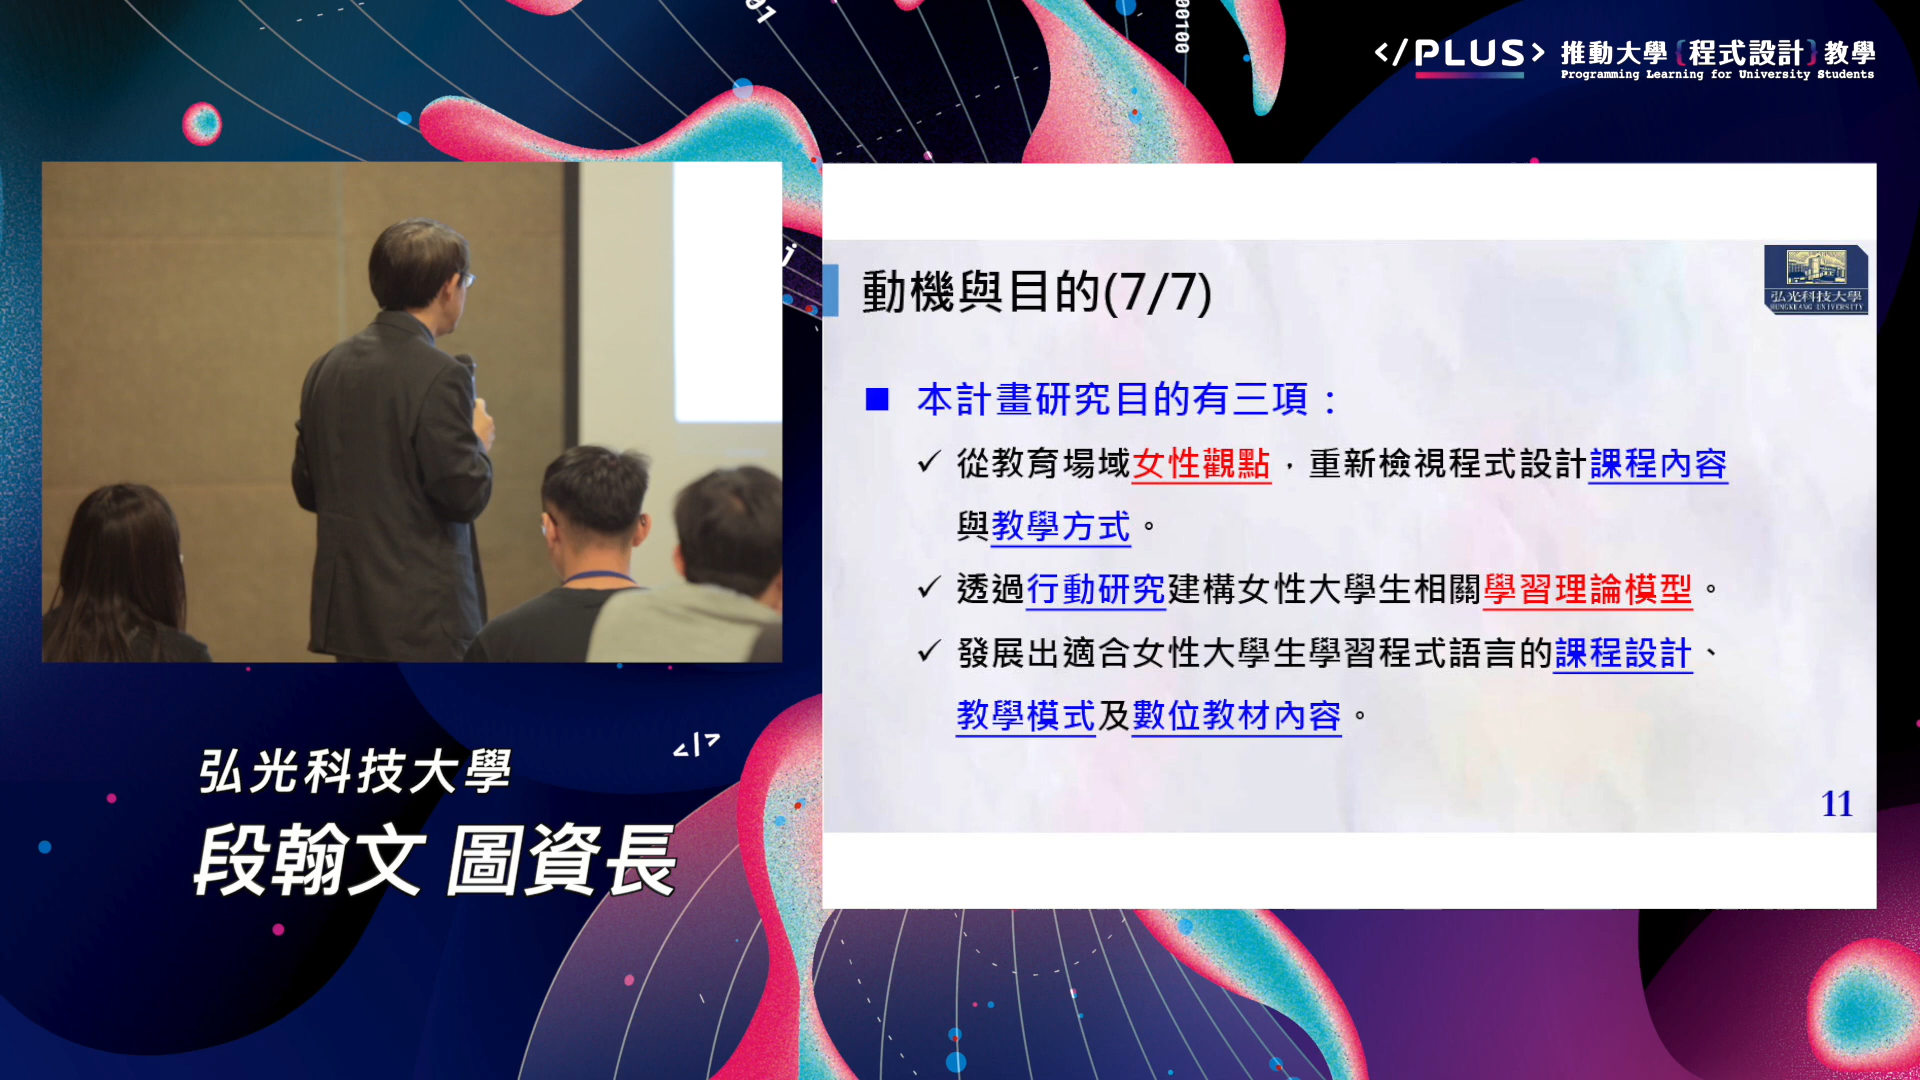 01
00100
</PLUS> 推動大學{程式設計}教學
Programming Learning for University Students
j
弘光科技大學
HUNGKUANG UNIVERSITY
動機與目的(7/7)
■ 本計畫研究目的有三項：
✓ 從教育場域女性觀點，重新檢視程式設計課程內容
與教學方式。
✓ 透過行動研究建構女性大學生相關學習理論模型。
✓ 發展出適合女性大學生學習程式語言的課程設計、
教學模式及數位教材內容。
11
</>
弘光科技大學
段翰文 圖資長